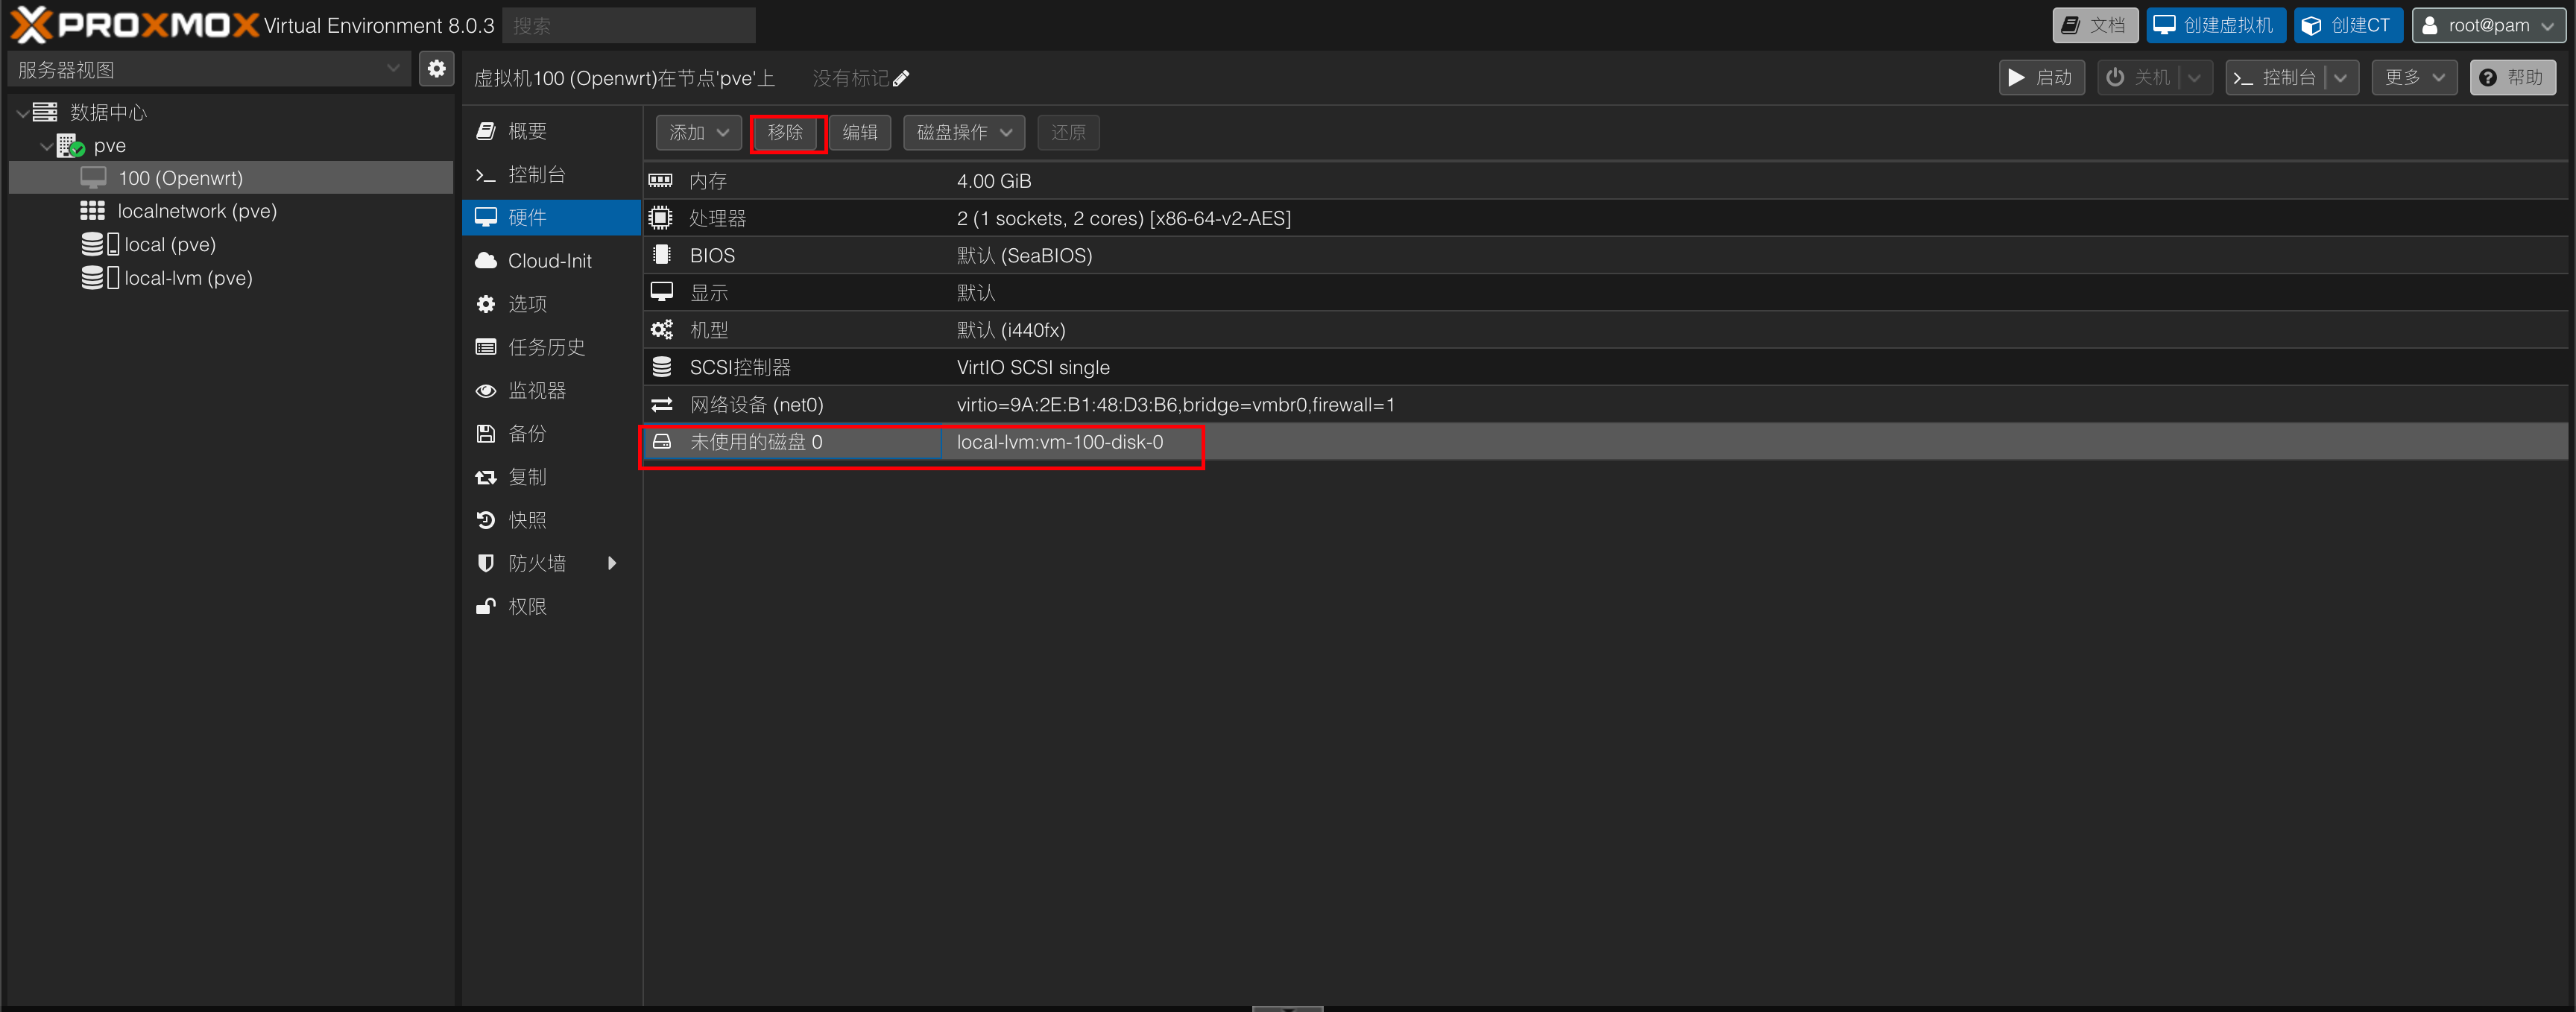 PROXMOX Virtual Environment 8.0.3 搜索 文档 创建虚拟机 创建CT root@pam
服务器视图
数据中心
pve
100 (Openwrt)
localnetwork (pve)
local (pve)
local-lvm (pve)
虚拟机100 (Openwrt)在节点'pve'上 没有标记 启动 关机 控制台 更多 帮助
概要
控制台
硬件
Cloud-Init
选项
任务历史
监视器
备份
复制
快照
防火墙
权限
添加 移除 编辑 磁盘操作 还原
内存 4.00 GiB
处理器 2 (1 sockets, 2 cores) [x86-64-v2-AES]
BIOS 默认 (SeaBIOS)
显示 默认
机型 默认 (i440fx)
SCSI控制器 VirtIO SCSI single
网络设备 (net0) virtio=9A:2E:B1:48:D3:B6,bridge=vmbr0,firewall=1
未使用的磁盘 0 local-lvm:vm-100-disk-0